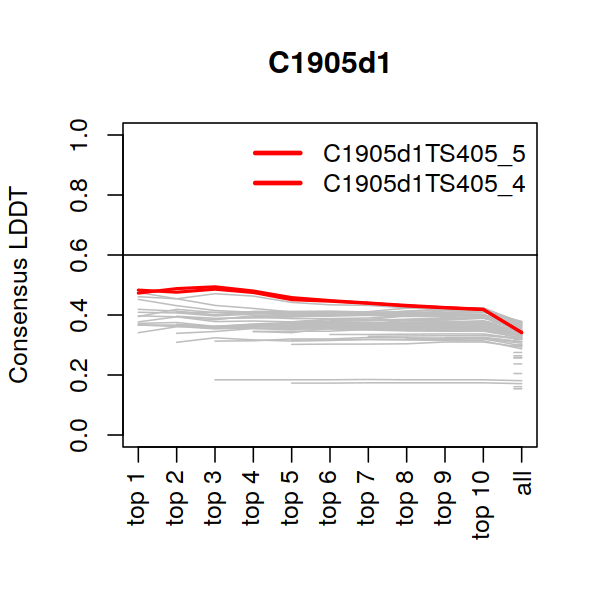 C1905d1
C1905d1TS405_5
C1905d1TS405_4
Consensus LDDT
1.0
0.8
0.6
0.4
0.2
0.0
top 1
top 2
top 3
top 4
top 5
top 6
top 7
top 8
top 9
top 10
all